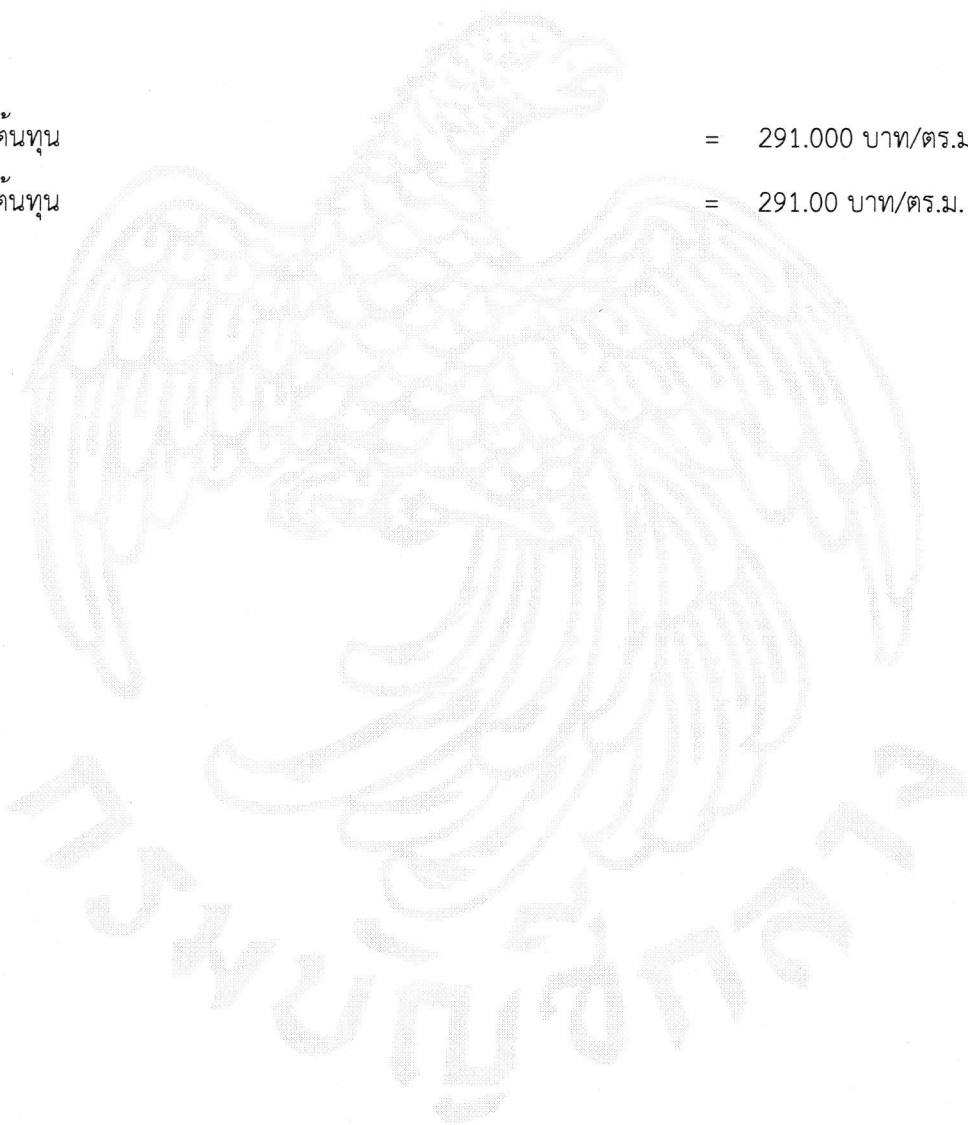 ต้นทุน = 291.000 บาท/ตร.ม
ต้นทุน = 291.00 บาท/ตร.ม.
กรมบัญชีกลาง